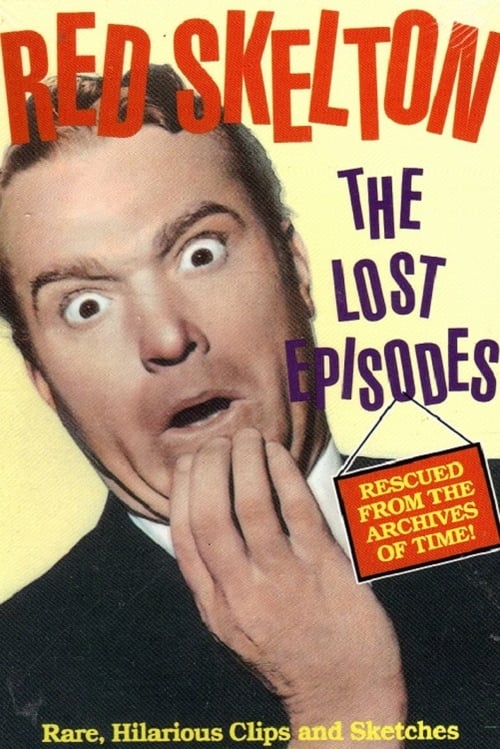 RED SKELTON
THE
LOST
EPISODES
RESCUED
FROM THE
ARCHIVES
OF TIME!
Rare, Hilarious Clips and Sketches